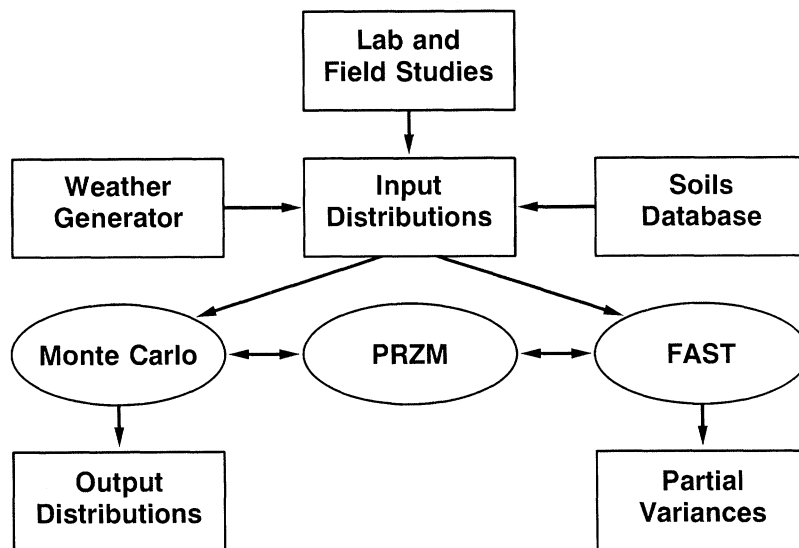 Lab and
Field Studies
Weather
Generator
Input
Distributions
Soils
Database
Monte Carlo
PRZM
FAST
Output
Distributions
Partial
Variances